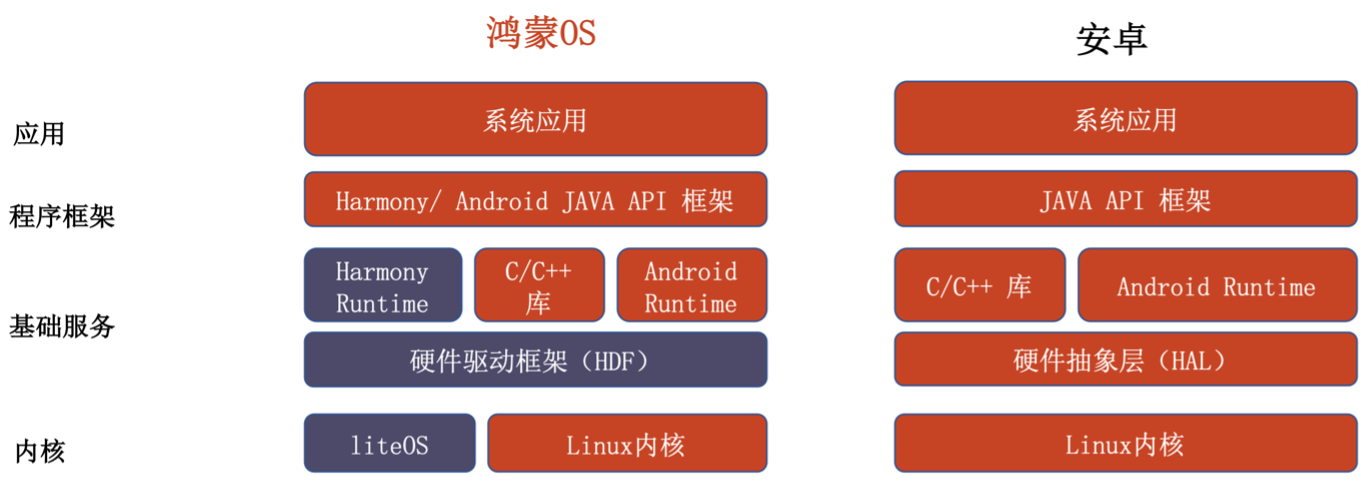 鸿蒙OS
安卓
应用
系统应用
系统应用
程序框架
Harmony/ Android JAVA API 框架
JAVA API 框架
基础服务
Harmony
Runtime
C/C++
库
Android
Runtime
C/C++ 库
Android Runtime
硬件驱动框架（HDF）
硬件抽象层（HAL）
内核
liteOS
Linux内核
Linux内核